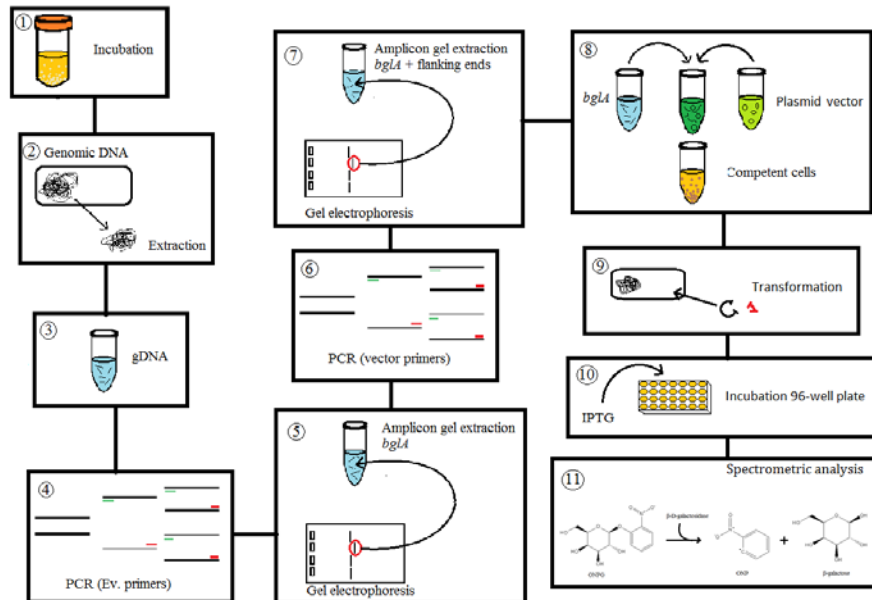 ①
Incubation
②
Genomic DNA
Extraction
③
gDNA
④
PCR (Ev. primers)
⑤
Amplicon gel extraction
bglA
Gel electrophoresis
⑥
PCR (vector primers)
⑦
Amplicon gel extraction
bglA + flanking ends
Gel electrophoresis
⑧
bglA
Plasmid vector
Competent cells
⑨
Transformation
⑩
IPTG
Incubation 96-well plate
⑪
Spectrometric analysis
β-D-galactosidase
ONPG
ONP
β-galactose